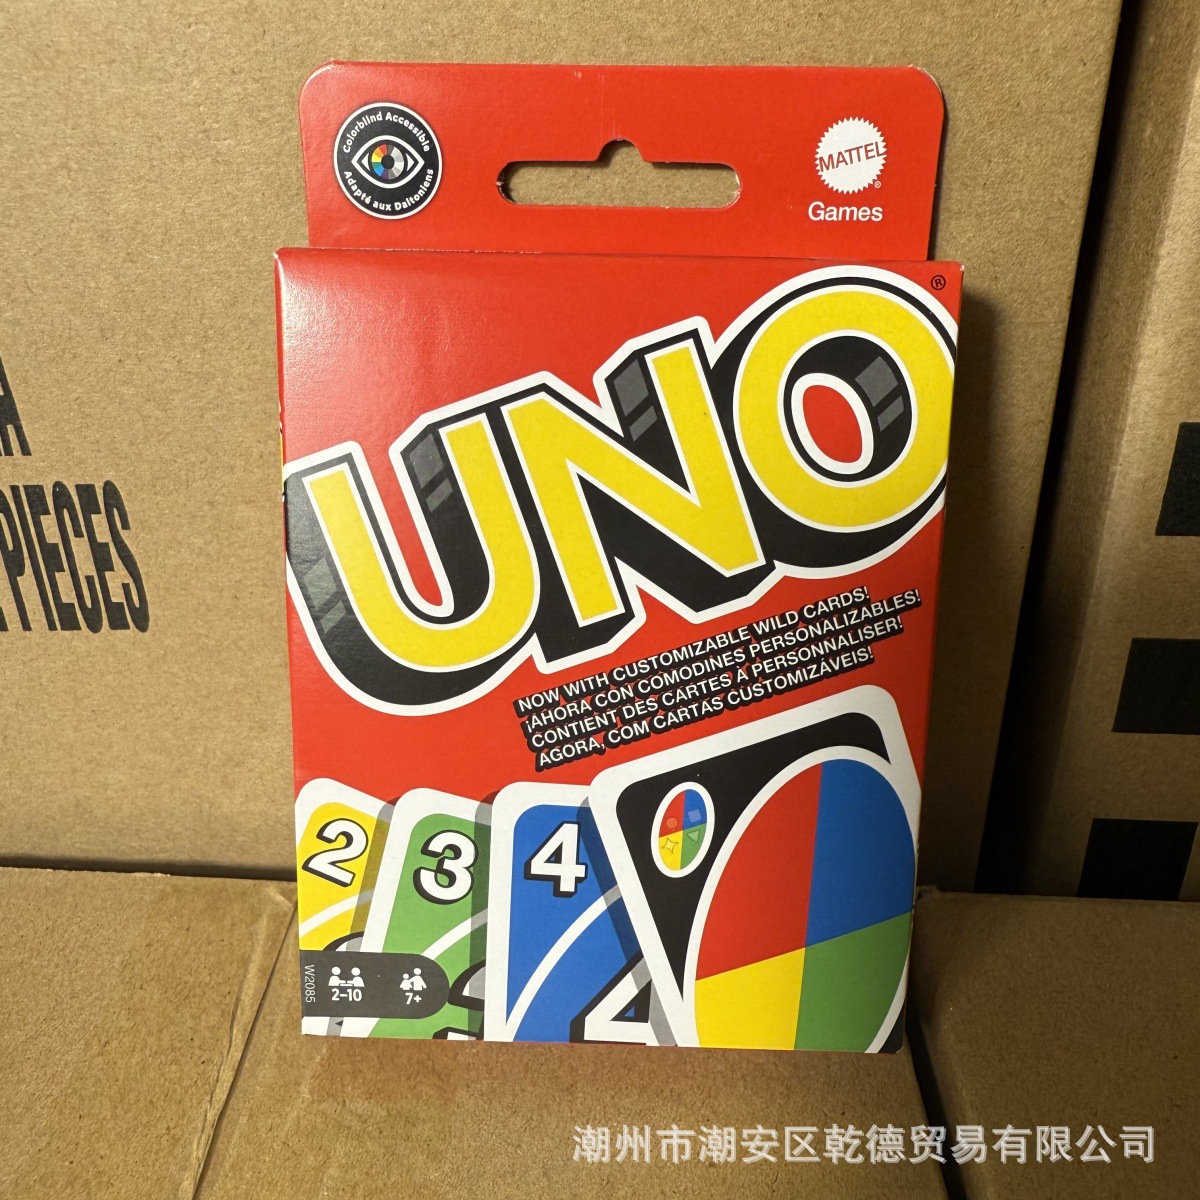 Colorblind Accessible
Adapté aux Daltoniens
MATTEL
®
Games
®
UNO
NOW WITH CUSTOMIZABLE WILD CARDS!
¡AHORA CON COMODINES PERSONALIZABLES!
CONTIENT DES CARTES À PERSONNALISER!
AGORA, COM CARTAS CUSTOMIZÁVEIS!
2
3
4
W2085
2–10
7+
PIECES
潮州市潮安区乾德贸易有限公司